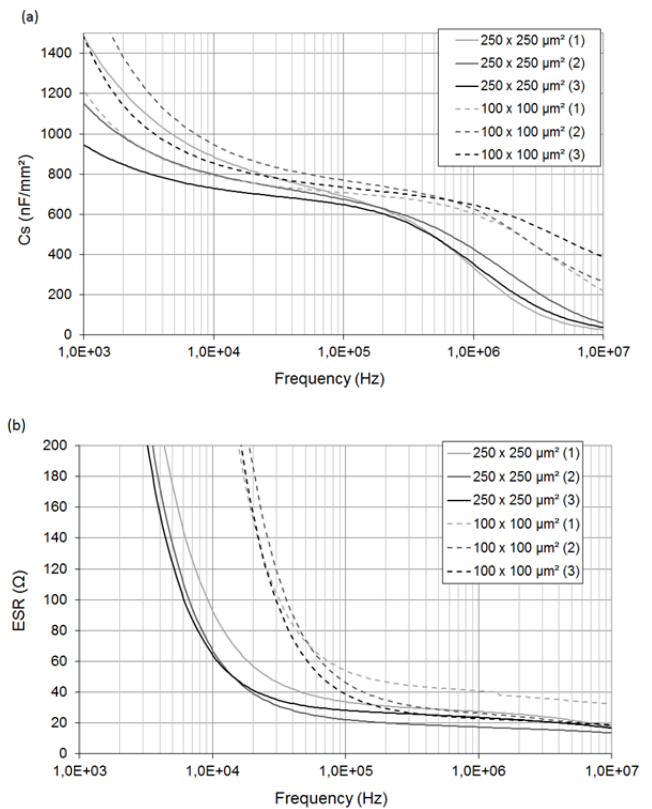 (a)
1400
1200
1000
800
600
400
200
0
Cs (nF/mm²)
250 x 250 µm² (1)
250 x 250 µm² (2)
250 x 250 µm² (3)
100 x 100 µm² (1)
100 x 100 µm² (2)
100 x 100 µm² (3)
1,0E+03 1,0E+04 1,0E+05 1,0E+06 1,0E+07
Frequency (Hz)
(b)
200
180
160
140
120
100
80
60
40
20
0
ESR (Ω)
250 x 250 µm² (1)
250 x 250 µm² (2)
250 x 250 µm² (3)
100 x 100 µm² (1)
100 x 100 µm² (2)
100 x 100 µm² (3)
1,0E+03 1,0E+04 1,0E+05 1,0E+06 1,0E+07
Frequency (Hz)